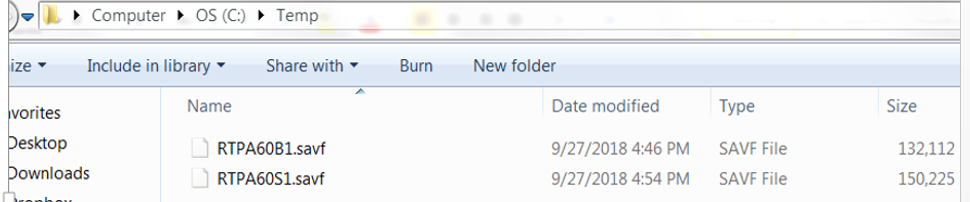 Computer OS (C:) Temp
ize Include in library Share with Burn New folder
avorites Name Date modified Type Size
Desktop RTPA60B1.savf 9/27/2018 4:46 PM SAVF File 132,112
Downloads RTPA60S1.savf 9/27/2018 4:54 PM SAVF File 150,225